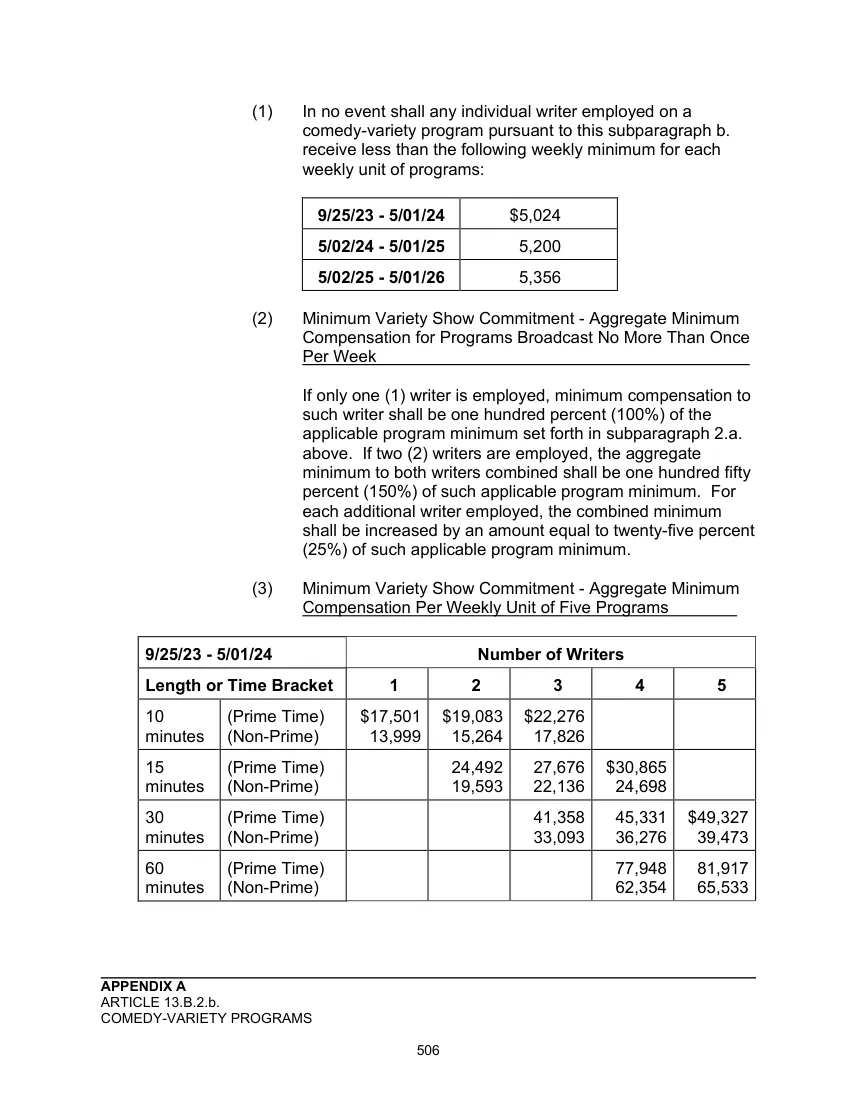 (1) In no event shall any individual writer employed on a
comedy-variety program pursuant to this subparagraph b.
receive less than the following weekly minimum for each
weekly unit of programs:
9/25/23 - 5/01/24 $5,024
5/02/24 - 5/01/25 5,200
5/02/25 - 5/01/26 5,356
(2) Minimum Variety Show Commitment - Aggregate Minimum
Compensation for Programs Broadcast No More Than Once
Per Week
If only one (1) writer is employed, minimum compensation to
such writer shall be one hundred percent (100%) of the
applicable program minimum set forth in subparagraph 2.a.
above. If two (2) writers are employed, the aggregate
minimum to both writers combined shall be one hundred fifty
percent (150%) of such applicable program minimum. For
each additional writer employed, the combined minimum
shall be increased by an amount equal to twenty-five percent
(25%) of such applicable program minimum.
(3) Minimum Variety Show Commitment - Aggregate Minimum
Compensation Per Weekly Unit of Five Programs
9/25/23 - 5/01/24 Number of Writers
Length or Time Bracket 1 2 3 4 5
10 (Prime Time) $17,501 $19,083 $22,276
minutes (Non-Prime) 13,999 15,264 17,826
15 (Prime Time) 24,492 27,676 $30,865
minutes (Non-Prime) 19,593 22,136 24,698
30 (Prime Time) 41,358 45,331 $49,327
minutes (Non-Prime) 33,093 36,276 39,473
60 (Prime Time) 77,948 81,917
minutes (Non-Prime) 62,354 65,533
APPENDIX A
ARTICLE 13.B.2.b.
COMEDY-VARIETY PROGRAMS
506